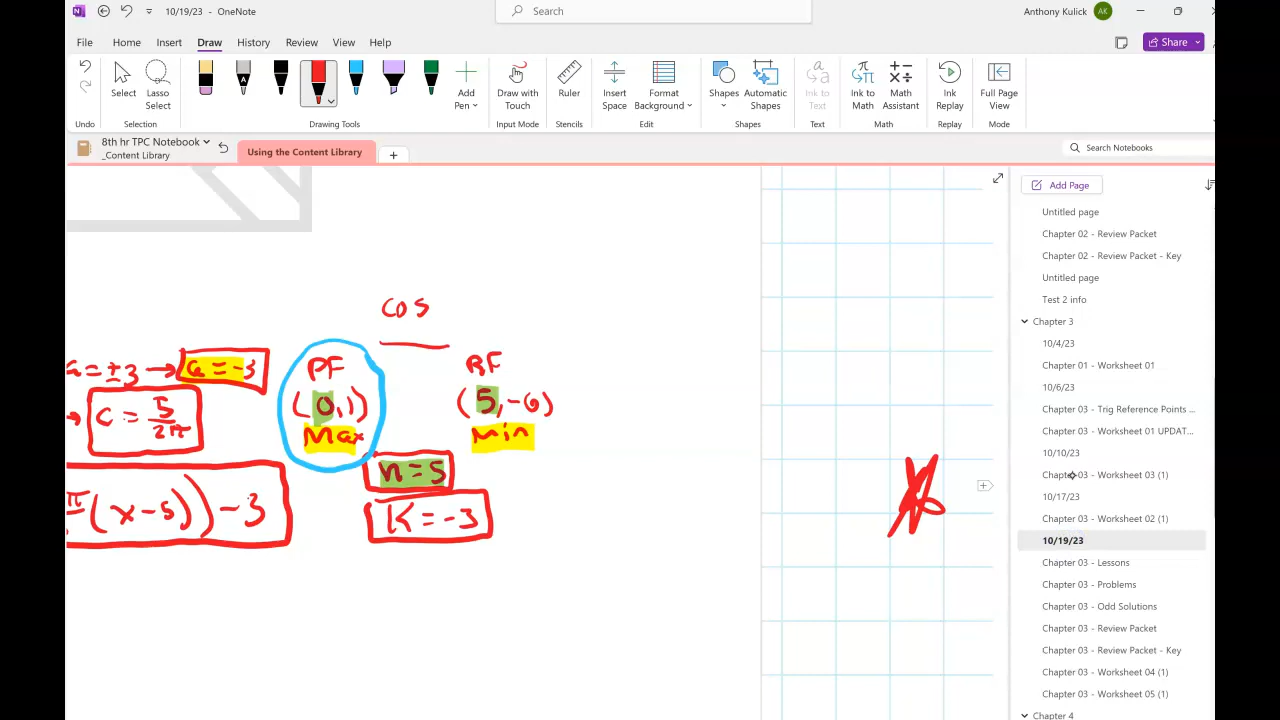 10/19/23 - OneNote
Search
Anthony Kulick
AK
File Home Insert Draw History Review View Help
Share
Undo
Select
Lasso Select
Selection
A
Add Pen
Drawing Tools
Draw with Touch
Input Mode
Ruler
Stencils
Insert Space
Format Background
Edit
Shapes
Automatic Shapes
Shapes
Ink to Text
Text
Ink to Math
Math Assistant
Math
Ink Replay
Replay
Full Page View
Mode
8th hr TPC Notebook
_Content Library
Using the Content Library
+
Search Notebooks
Add Page
Untitled page
Chapter 02 - Review Packet
Chapter 02 - Review Packet - Key
Untitled page
Test 2 info
Chapter 3
10/4/23
Chapter 01 - Worksheet 01
10/6/23
Chapter 03 - Trig Reference Points ...
Chapter 03 - Worksheet 01 UPDAT...
10/10/23
Chapter 03 - Worksheet 03 (1)
10/17/23
Chapter 03 - Worksheet 02 (1)
10/19/23
Chapter 03 - Lessons
Chapter 03 - Problems
Chapter 03 - Odd Solutions
Chapter 03 - Review Packet
Chapter 03 - Review Packet - Key
Chapter 03 - Worksheet 04 (1)
Chapter 03 - Worksheet 05 (1)
Chapter 4
cos
a = ±3 → a = -3
PF
(0,1)
Max
→ c = 5/2π
(5,-6)
Min
n = 5
π (x-5)) -3
K = -3